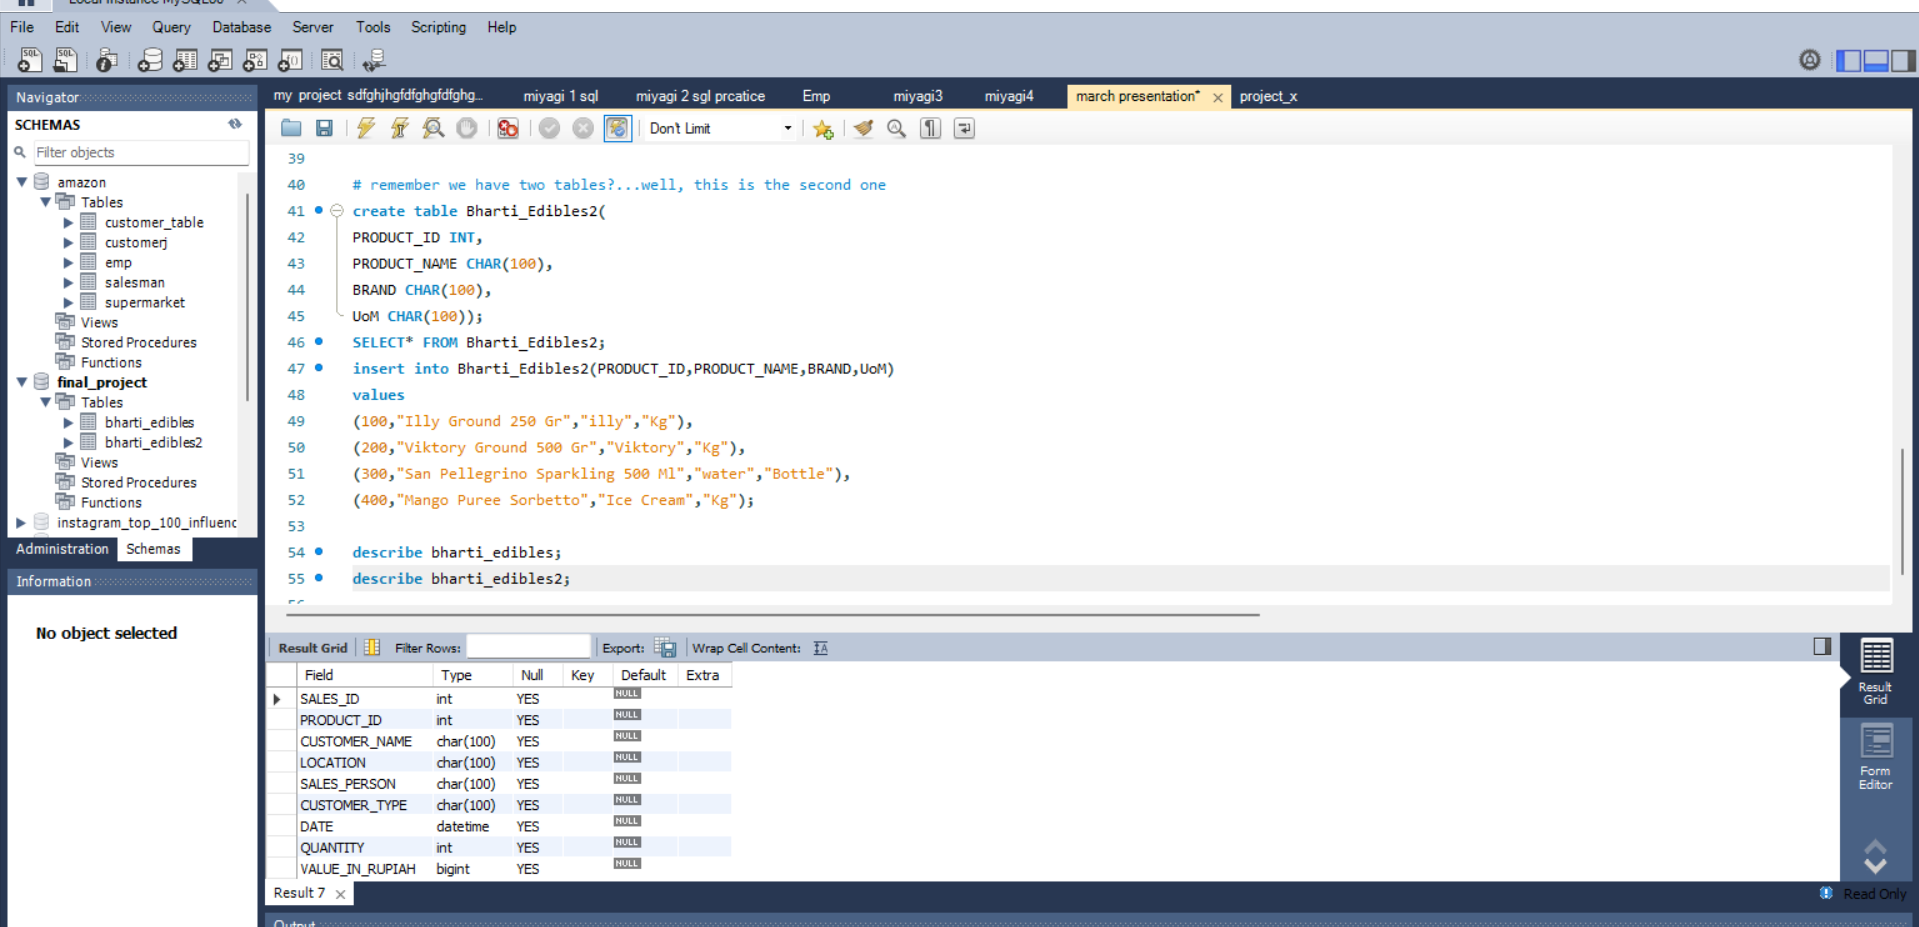 Local instance MySQL80 ×
File Edit View Query Database Server Tools Scripting Help
Navigator
SCHEMAS
Filter objects
amazon
Tables
customer_table
customerj
emp
salesman
supermarket
Views
Stored Procedures
Functions
final_project
Tables
bharti_edibles
bharti_edibles2
Views
Stored Procedures
Functions
instagram_top_100_influenc
Administration Schemas
Information
No object selected
my project sdfghjhgfdfghgfdfghg... miyagi 1 sql miyagi 2 sgl prcatice Emp miyagi3 miyagi4 march presentation* × project_x
Don't Limit
39
40 # remember we have two tables?...well, this is the second one
41 create table Bharti_Edibles2(
42 PRODUCT_ID INT,
43 PRODUCT_NAME CHAR(100),
44 BRAND CHAR(100),
45 UoM CHAR(100));
46 SELECT* FROM Bharti_Edibles2;
47 insert into Bharti_Edibles2(PRODUCT_ID,PRODUCT_NAME,BRAND,UoM)
48 values
49 (100,"Illy Ground 250 Gr","illy","Kg"),
50 (200,"Viktory Ground 500 Gr","Viktory","Kg"),
51 (300,"San Pellegrino Sparkling 500 Ml","water","Bottle"),
52 (400,"Mango Puree Sorbetto","Ice Cream","Kg");
53
54 describe bharti_edibles;
55 describe bharti_edibles2;
56
Result Grid Filter Rows: Export: Wrap Cell Content:
Field Type Null Key Default Extra
SALES_ID int YES NULL
PRODUCT_ID int YES NULL
CUSTOMER_NAME char(100) YES NULL
LOCATION char(100) YES NULL
SALES_PERSON char(100) YES NULL
CUSTOMER_TYPE char(100) YES NULL
DATE datetime YES NULL
QUANTITY int YES NULL
VALUE_IN_RUPIAH bigint YES NULL
Result
Grid
Form
Editor
Result 7 ×
Read Only
Output